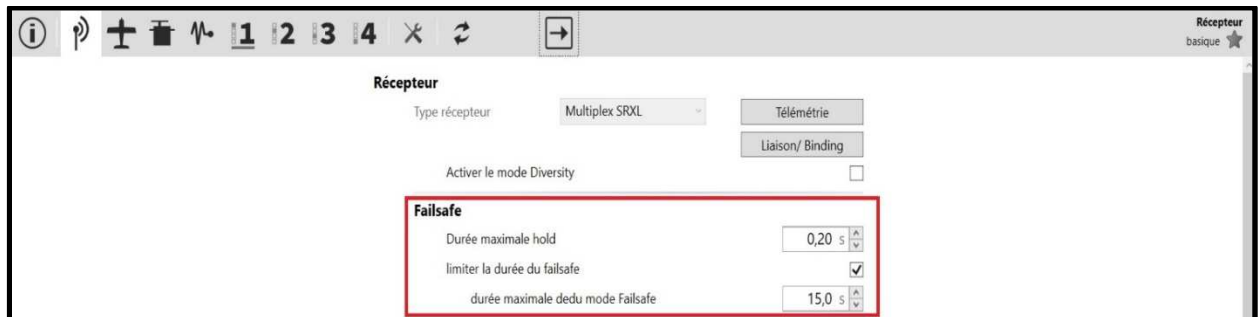 1 2 3 4
Récepteur
basique
Récepteur
Type récepteur Multiplex SRXL Télémétrie
Liaison/ Binding
Activer le mode Diversity
Failsafe
Durée maximale hold 0,20 s
limiter la durée du failsafe
durée maximale dedu mode Failsafe 15,0 s